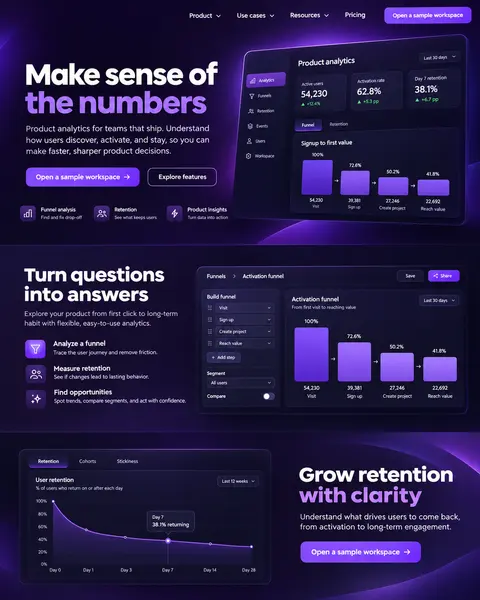 Product
Use cases
Resources
Pricing
Open a sample workspace
Make sense of
the numbers
Product analytics for teams that ship. Understand
how users discover, activate, and stay, so you can
make faster, sharper product decisions.
Open a sample workspace →
Explore features
Funnel analysis
Find and fix drop-off
Retention
See what keeps users
Product insights
Turn data into action
Analytics
Funnels
Retention
Events
Users
Workspace
Product analytics
Last 30 days
Active users
54,230
▲ +12.4%
Activation rate
62.8%
▲ +5.3 pp
Day 7 retention
38.1%
▲ +6.7 pp
Funnel
Retention
Signup to first value
100%
72.6%
50.2%
41.8%
54,230
39,381
27,246
22,692
Visit
Sign up
Create project
Reach value
Turn questions
into answers
Explore your product from first click to long-term
habit with flexible, easy-to-use analytics.
Analyze a funnel
Trace the user journey and remove friction.
Measure retention
See if changes lead to lasting behavior.
Find opportunities
Spot trends, compare segments, and act with confidence.
Funnels > Activation funnel
Save
Share
Build funnel
Visit
Sign up
Create project
Reach value
+ Add step
Segment
All users
Compare
Activation funnel
From first visit to reaching value
Last 30 days
100%
72.6%
50.2%
41.8%
54,230
39,381
27,246
22,692
Visit
Sign up
Create project
Reach value
Retention
Cohorts
Stickiness
User retention
% of users who return on or after each day
Last 12 weeks
100%
80%
60%
40%
20%
0%
Day 7
38.1% returning
Day 0
Day 1
Day 3
Day 7
Day 14
Day 28
Grow retention
with clarity
Understand what drives users to come back,
from activation to long-term engagement.
Open a sample workspace →